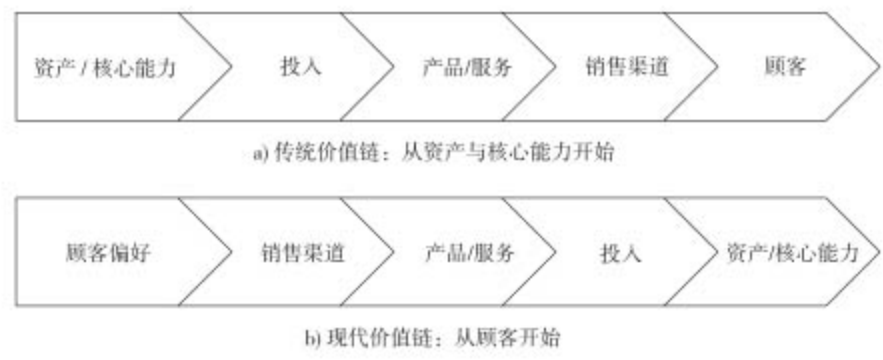 资产 / 核心能力 投入 产品/服务 销售渠道 顾客
a) 传统价值链：从资产与核心能力开始
顾客偏好 销售渠道 产品/服务 投入 资产/核心能力
b) 现代价值链：从顾客开始